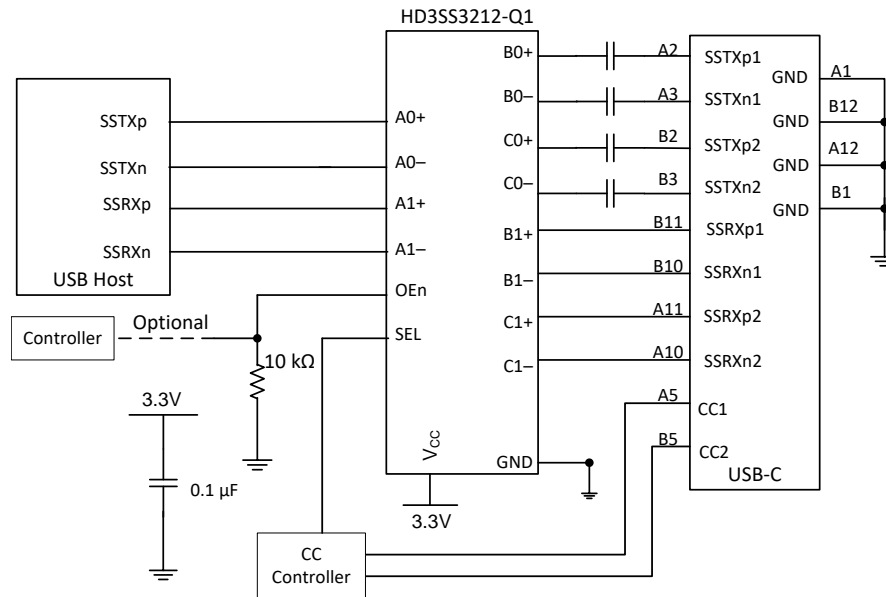 HD3SS3212-Q1
USB Host
SSTXp
SSTXn
SSRXp
SSRXn
A0+
A0–
A1+
A1–
OEn
SEL
B0+
B0–
C0+
C0–
B1+
B1–
C1+
C1–
GND
VCC
3.3V
A2
A3
B2
B3
B11
B10
A11
A10
A5
B5
SSTXp1
SSTXn1
SSTXp2
SSTXn2
SSRXp1
SSRXn1
SSRXp2
SSRXn2
CC1
CC2
USB-C
GND
GND
GND
GND
A1
B12
A12
B1
Controller
Optional
10 kΩ
3.3V
0.1 µF
CC
Controller